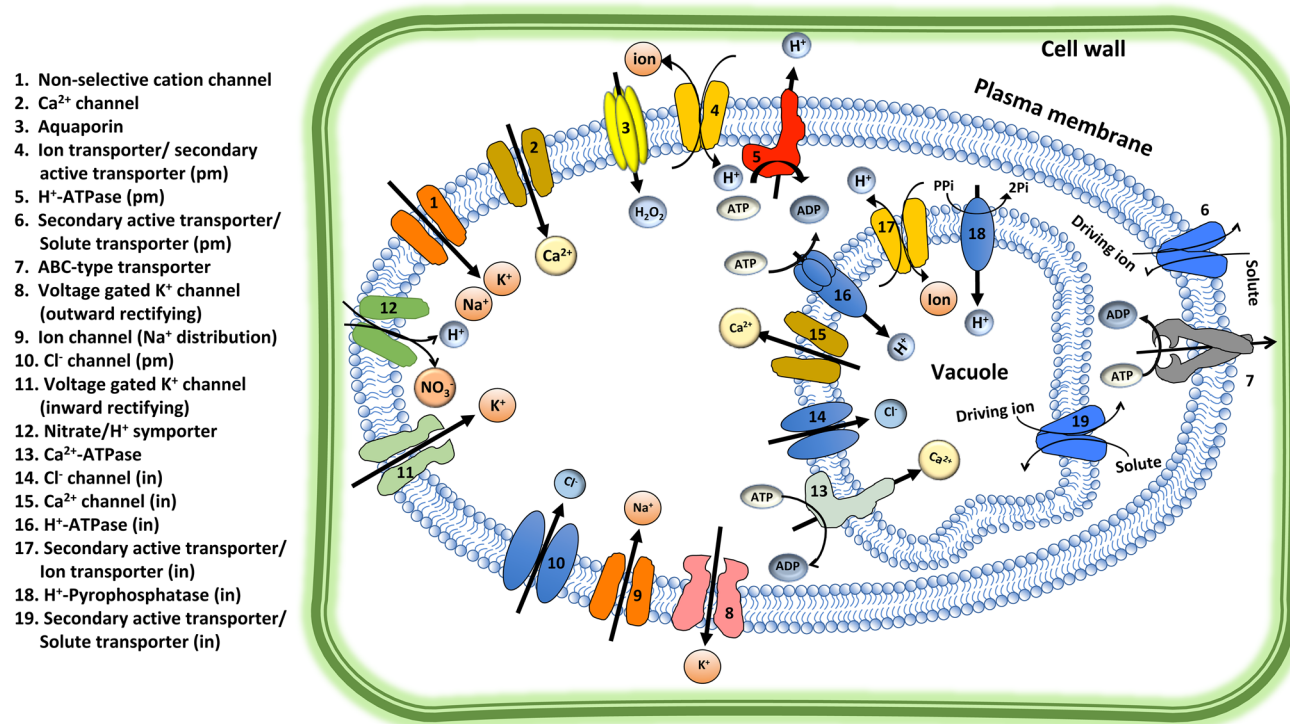 1. Non-selective cation channel
2. Ca²⁺ channel
3. Aquaporin
4. Ion transporter/ secondary
active transporter (pm)
5. H⁺-ATPase (pm)
6. Secondary active transporter/
Solute transporter (pm)
7. ABC-type transporter
8. Voltage gated K⁺ channel
(outward rectifying)
9. Ion channel (Na⁺ distribution)
10. Cl⁻ channel (pm)
11. Voltage gated K⁺ channel
(inward rectifying)
12. Nitrate/H⁺ symporter
13. Ca²⁺-ATPase
14. Cl⁻ channel (in)
15. Ca²⁺ channel (in)
16. H⁺-ATPase (in)
17. Secondary active transporter/
Ion transporter (in)
18. H⁺-Pyrophosphatase (in)
19. Secondary active transporter/
Solute transporter (in)
Cell wall
Plasma membrane
Vacuole
1
K⁺
Na⁺
2
Ca²⁺
3
H₂O₂
ion
4
H⁺
H⁺
5
ATP
ADP
6
Driving ion
Solute
7
ADP
ATP
8
K⁺
9
Na⁺
10
Cl⁻
11
K⁺
12
H⁺
NO₃⁻
13
ATP
ADP
Ca²⁺
14
Cl⁻
15
Ca²⁺
16
ATP
H⁺
17
H⁺
Ion
18
PPi
2Pi
H⁺
19
Driving ion
Solute